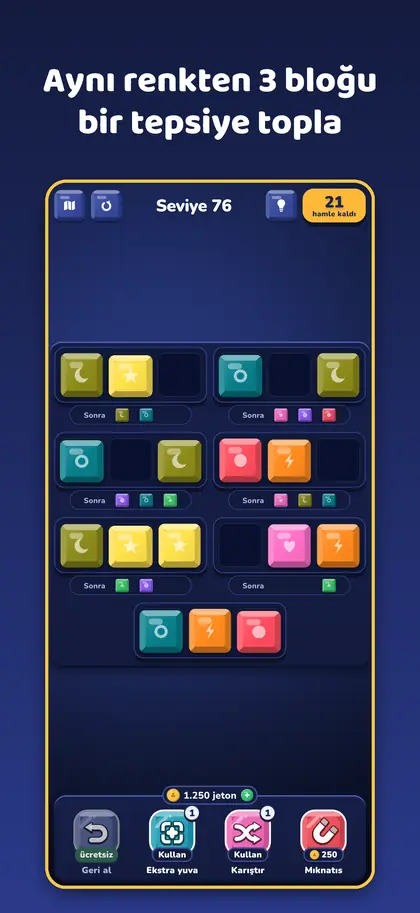 Aynı renkten 3 bloğu
bir tepsiye topla
Seviye 76
21
hamle kaldı
Sonra
Sonra
Sonra
Sonra
Sonra
Sonra
1.250 jeton
1
1
ücretsiz
Kullan
Kullan
250
Geri al
Ekstra yuva
Karıştır
Mıknatıs